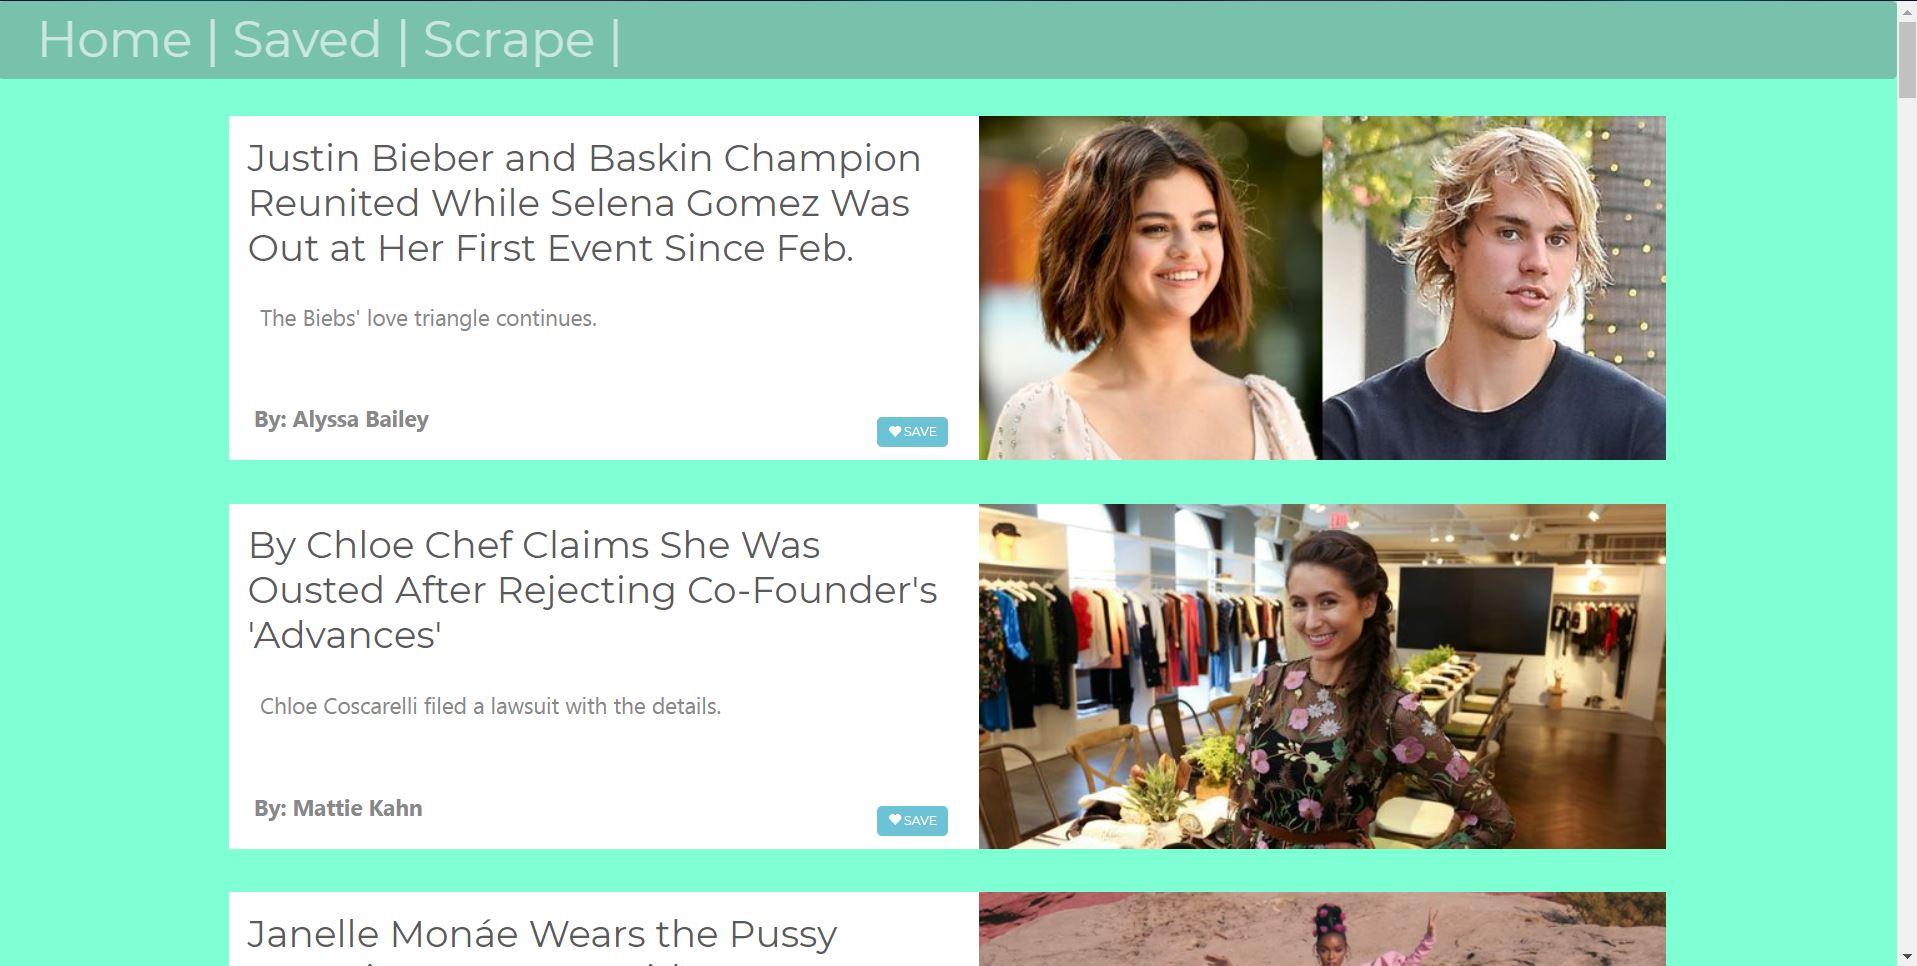 Home | Saved | Scrape |
Justin Bieber and Baskin Champion
Reunited While Selena Gomez Was
Out at Her First Event Since Feb.
The Biebs' love triangle continues.
By: Alyssa Bailey
SAVE
By Chloe Chef Claims She Was
Ousted After Rejecting Co-Founder's
'Advances'
Chloe Coscarelli filed a lawsuit with the details.
By: Mattie Kahn
SAVE
Janelle Monáe Wears the Pussy